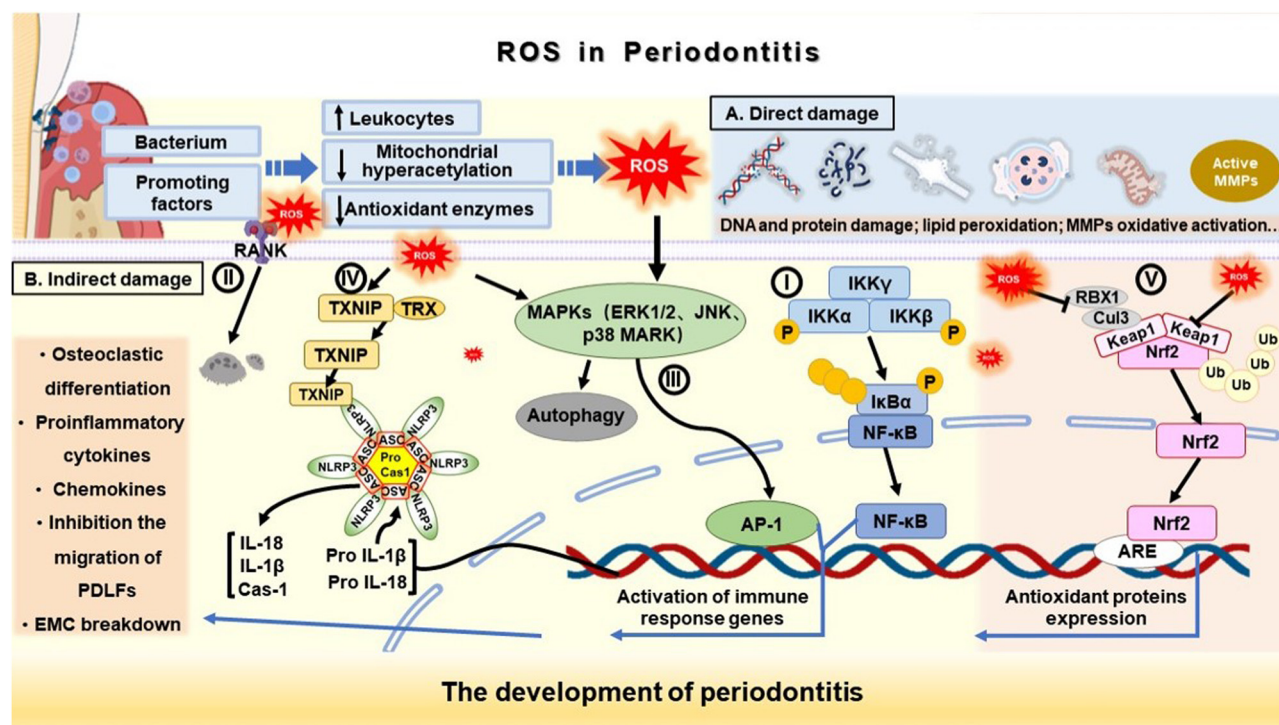 ROS in Periodontitis
Bacterium
Promoting
factors
Leukocytes
Mitochondrial
hyperacetylation
Antioxidant enzymes
ROS
ROS
RANK
A. Direct damage
Active
MMPs
DNA and protein damage; lipid peroxidation; MMPs oxidative activation...
B. Indirect damage
II
IV
ROS
TXNIP
TRX
TXNIP
TXNIP
NLRP3
NLRP3
NLRP3
NLRP3
NLRP3
NLRP3
ASC
ASC
ASC
ASC
ASC
ASC
Pro
Cas1
IL-18
IL-1β
Cas-1
Pro IL-1β
Pro IL-18
MAPKs（ERK1/2、JNK、
p38 MARK）
Autophagy
III
AP-1
I
IKKγ
IKKα
IKKβ
P
P
P
IκBα
NF-κB
NF-κB
ROS
ROS
RBX1
Cul3
V
ROS
Keap1
Keap1
Nrf2
Ub
Ub
Ub
Ub
Nrf2
Nrf2
ARE
• Osteoclastic
differentiation
• Proinflammatory
cytokines
• Chemokines
• Inhibition the
migration of
PDLFs
• EMC breakdown
Activation of immune
response genes
Antioxidant proteins
expression
The development of periodontitis